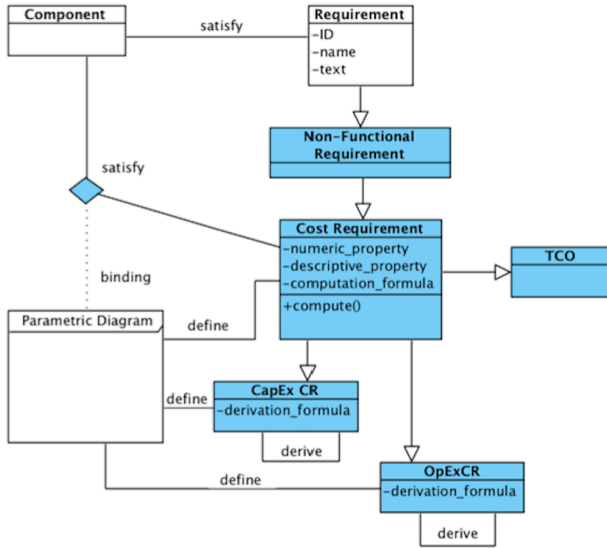 Component
satisfy
Requirement
-ID
-name
-text
Non-Functional
Requirement
satisfy
Cost Requirement
-numeric_property
-descriptive_property
-computation_formula
+compute()
TCO
binding
Parametric Diagram
define
define
CapEx CR
-derivation_formula
derive
define
OpExCR
-derivation_formula
derive